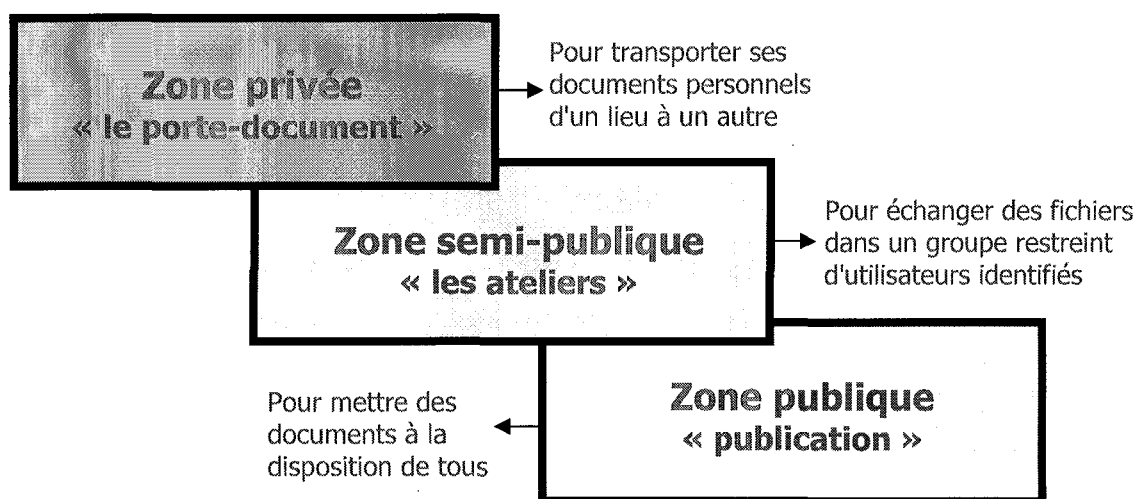 Zone privée
« le porte-document »
Pour transporter ses
documents personnels
d'un lieu à un autre
Zone semi-publique
« les ateliers »
Pour échanger des fichiers
dans un groupe restreint
d'utilisateurs identifiés
Pour mettre des
documents à la
disposition de tous
Zone publique
« publication »